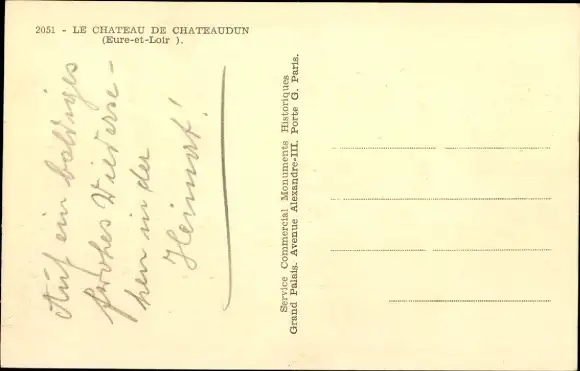 2051 - LE CHATEAU DE CHATEAUDUN
(Eure-et-Loir ).
Auf ein baldiges
frohes Wiederse-
hen in der
Heimat!
Service Commercial Monuments Historiques
Grand Palais. Avenue Alexandre-III. Porte G. Paris.